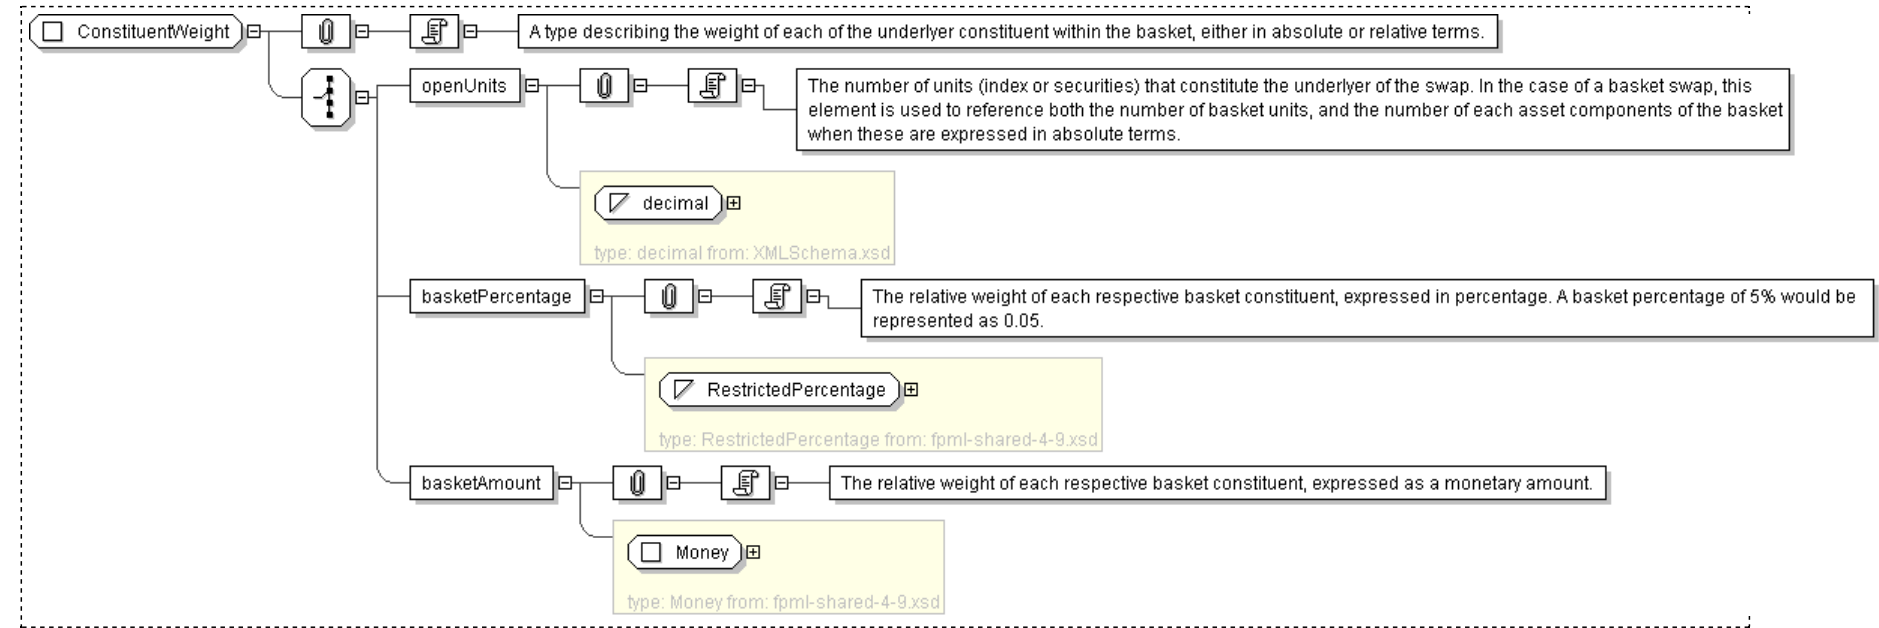 ConstituentWeight
A type describing the weight of each of the underlyer constituent within the basket, either in absolute or relative terms.
openUnits
The number of units (index or securities) that constitute the underlyer of the swap. In the case of a basket swap, this
element is used to reference both the number of basket units, and the number of each asset components of the basket
when these are expressed in absolute terms.
decimal
type: decimal from: XMLSchema.xsd
basketPercentage
The relative weight of each respective basket constituent, expressed in percentage. A basket percentage of 5% would be
represented as 0.05.
RestrictedPercentage
type: RestrictedPercentage from: fpml-shared-4-9.xsd
basketAmount
The relative weight of each respective basket constituent, expressed as a monetary amount.
Money
type: Money from: fpml-shared-4-9.xsd